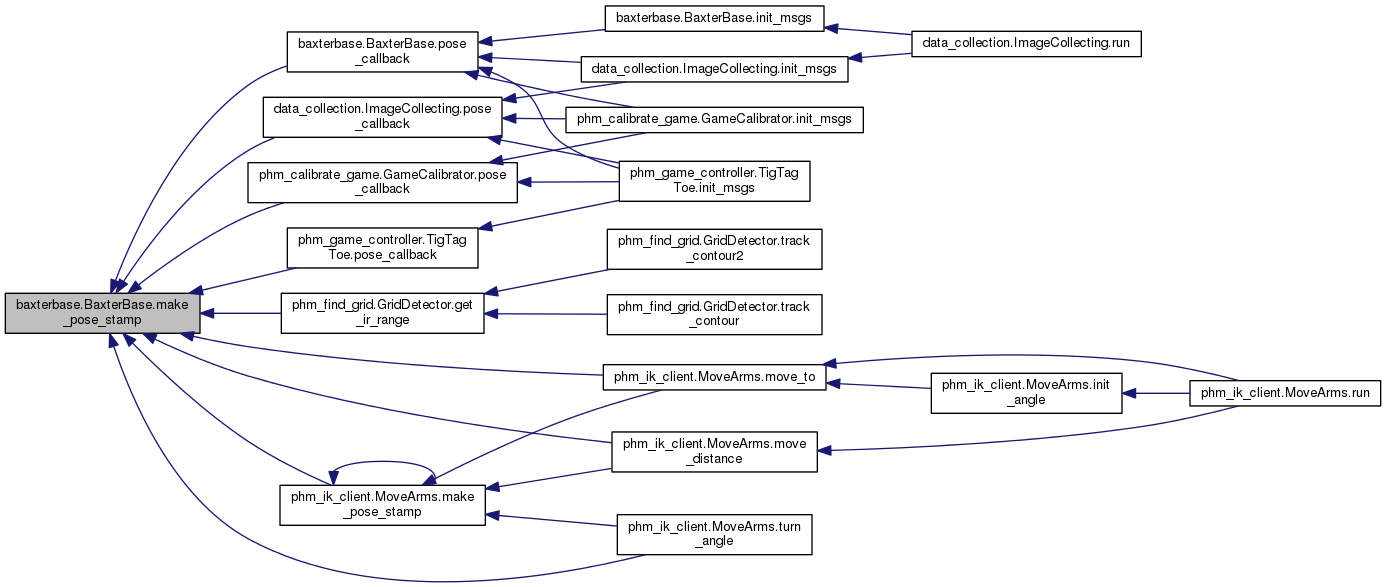 baxterbase.BaxterBase.make
_pose_stamp
baxterbase.BaxterBase.pose
_callback
data_collection.ImageCollecting.pose
_callback
phm_calibrate_game.GameCalibrator.pose
_callback
phm_game_controller.TigTag
Toe.pose_callback
phm_find_grid.GridDetector.get
_ir_range
phm_ik_client.MoveArms.make
_pose_stamp
baxterbase.BaxterBase.init_msgs
data_collection.ImageCollecting.init_msgs
phm_calibrate_game.GameCalibrator.init_msgs
phm_game_controller.TigTag
Toe.init_msgs
phm_find_grid.GridDetector.track
_contour2
phm_find_grid.GridDetector.track
_contour
phm_ik_client.MoveArms.move_to
phm_ik_client.MoveArms.move
_distance
phm_ik_client.MoveArms.turn
_angle
data_collection.ImageCollecting.run
phm_ik_client.MoveArms.init
_angle
phm_ik_client.MoveArms.run